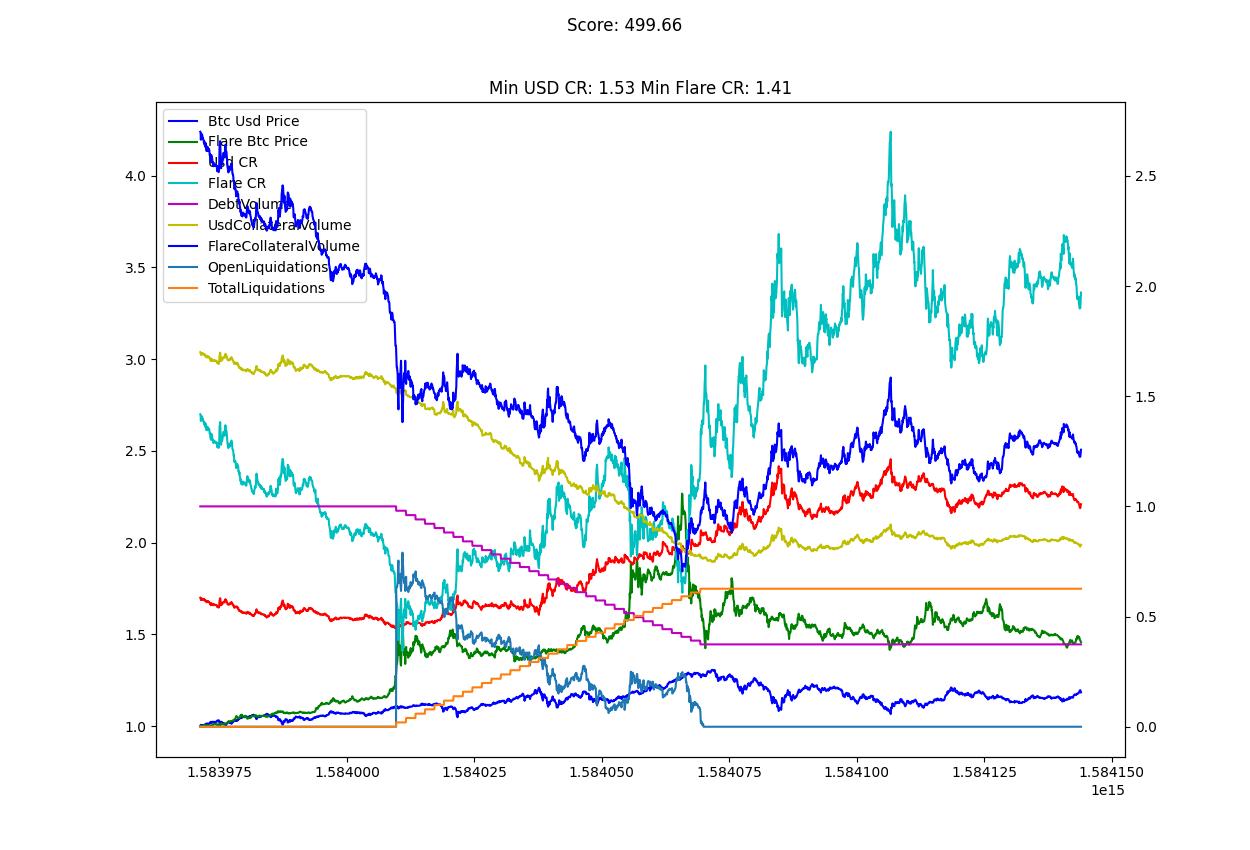 Score: 499.66
Min USD CR: 1.53 Min Flare CR: 1.41
Btc Usd Price
Flare Btc Price
Usd CR
Flare CR
DebtVolume
UsdCollateralVolume
FlareCollateralVolume
OpenLiquidations
TotalLiquidations
4.0
3.5
3.0
2.5
2.0
1.5
1.0
2.5
2.0
1.5
1.0
0.5
0.0
1.583975 1.584000 1.584025 1.584050 1.584075 1.584100 1.584125 1.584150
1e15